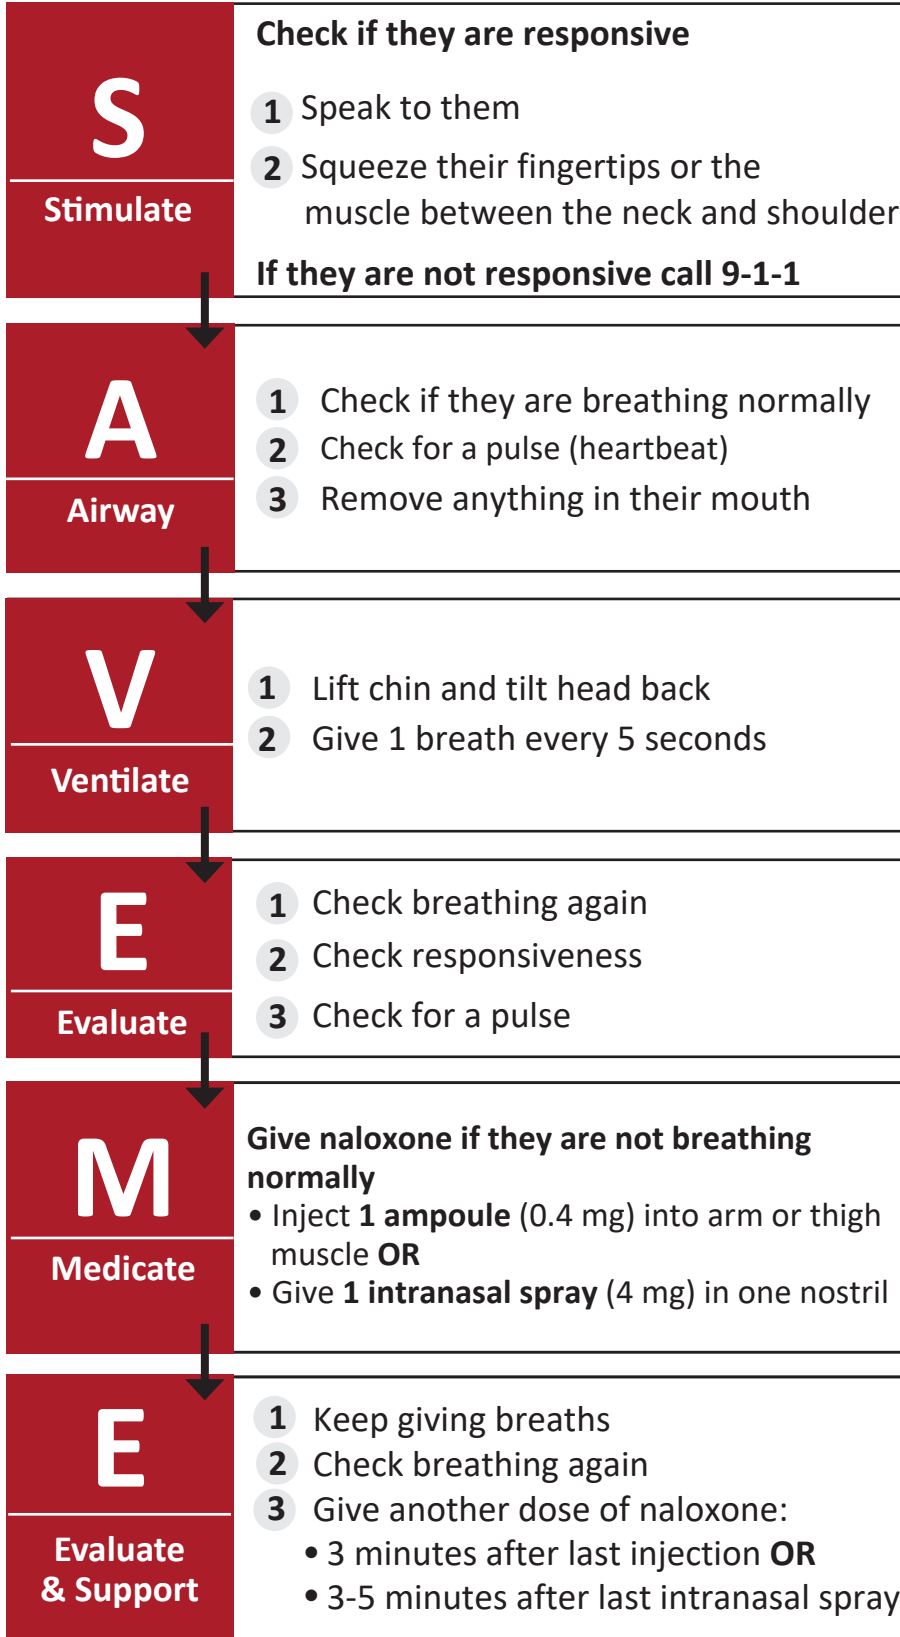 S
Stimulate
Check if they are responsive
1 Speak to them
2 Squeeze their fingertips or the
muscle between the neck and shoulder
If they are not responsive call 9-1-1
A
Airway
1 Check if they are breathing normally
2 Check for a pulse (heartbeat)
3 Remove anything in their mouth
V
Ventilate
1 Lift chin and tilt head back
2 Give 1 breath every 5 seconds
E
Evaluate
1 Check breathing again
2 Check responsiveness
3 Check for a pulse
M
Medicate
Give naloxone if they are not breathing
normally
• Inject 1 ampoule (0.4 mg) into arm or thigh
muscle OR
• Give 1 intranasal spray (4 mg) in one nostril
E
Evaluate
& Support
1 Keep giving breaths
2 Check breathing again
3 Give another dose of naloxone:
• 3 minutes after last injection OR
• 3-5 minutes after last intranasal spray